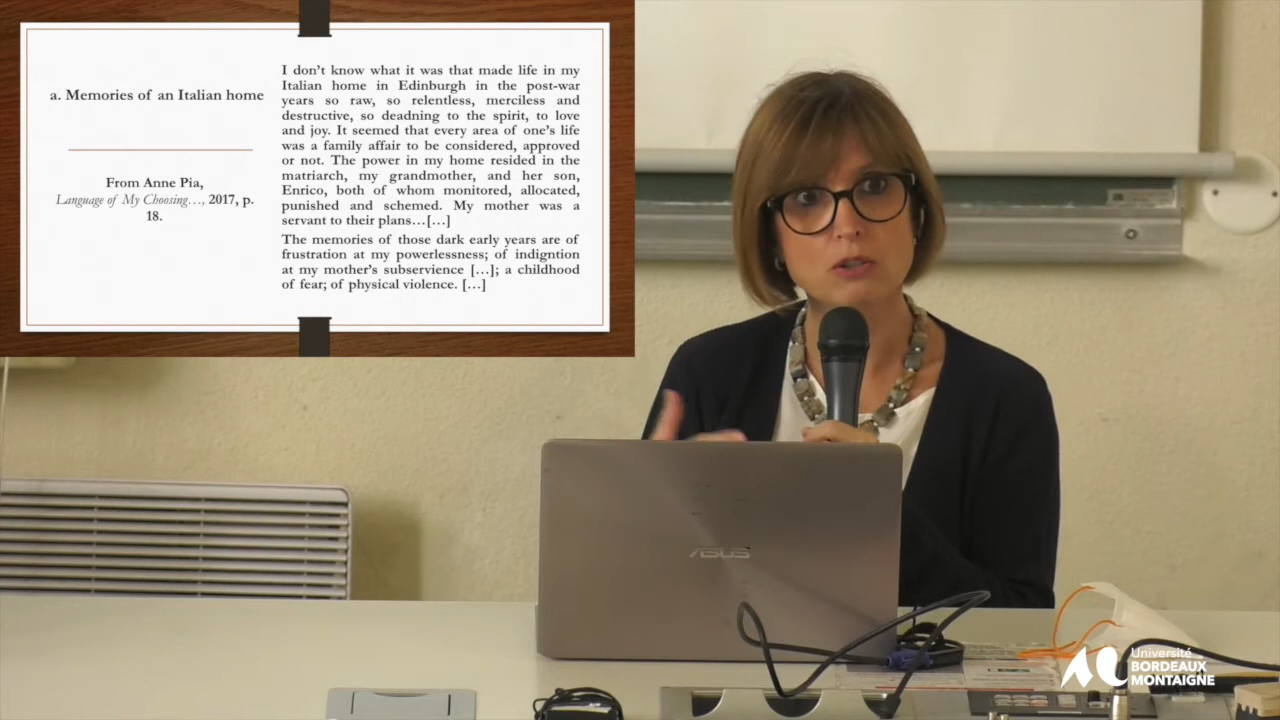 a. Memories of an Italian home
From Anne Pia,
Language of My Choosing…, 2017, p.
18.
I don't know what it was that made life in my
Italian home in Edinburgh in the post-war
years so raw, so relentless, merciless and
destructive, so deadning to the spirit, to love
and joy. It seemed that every area of one's life
was a family affair to be considered, approved
or not. The power in my home resided in the
matriarch, my grandmother, and her son,
Enrico, both of whom monitored, allocated,
punished and schemed. My mother was a
servant to their plans…[…]
The memories of those dark early years are of
frustration at my powerlessness; of indigntion
at my mother's subservience […]; a childhood
of fear; of physical violence. […]
ASUS
Université
BORDEAUX
MONTAIGNE